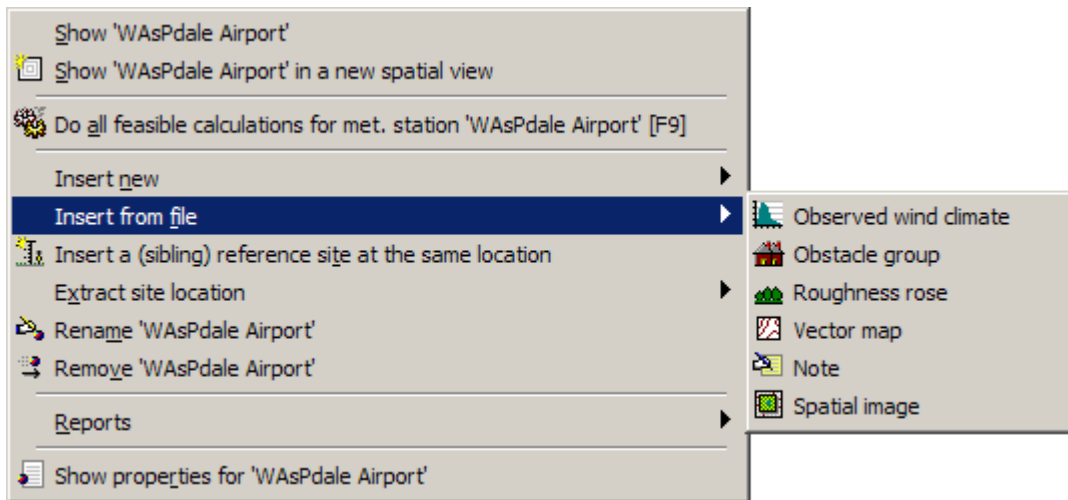 Show 'WAsPdale Airport'
Show 'WAsPdale Airport' in a new spatial view
Do all feasible calculations for met. station 'WAsPdale Airport' [F9]
Insert new
Insert from file
Insert a (sibling) reference site at the same location
Extract site location
Rename 'WAsPdale Airport'
Remove 'WAsPdale Airport'
Reports
Show properties for 'WAsPdale Airport'
Observed wind climate
Obstacle group
Roughness rose
Vector map
Note
Spatial image